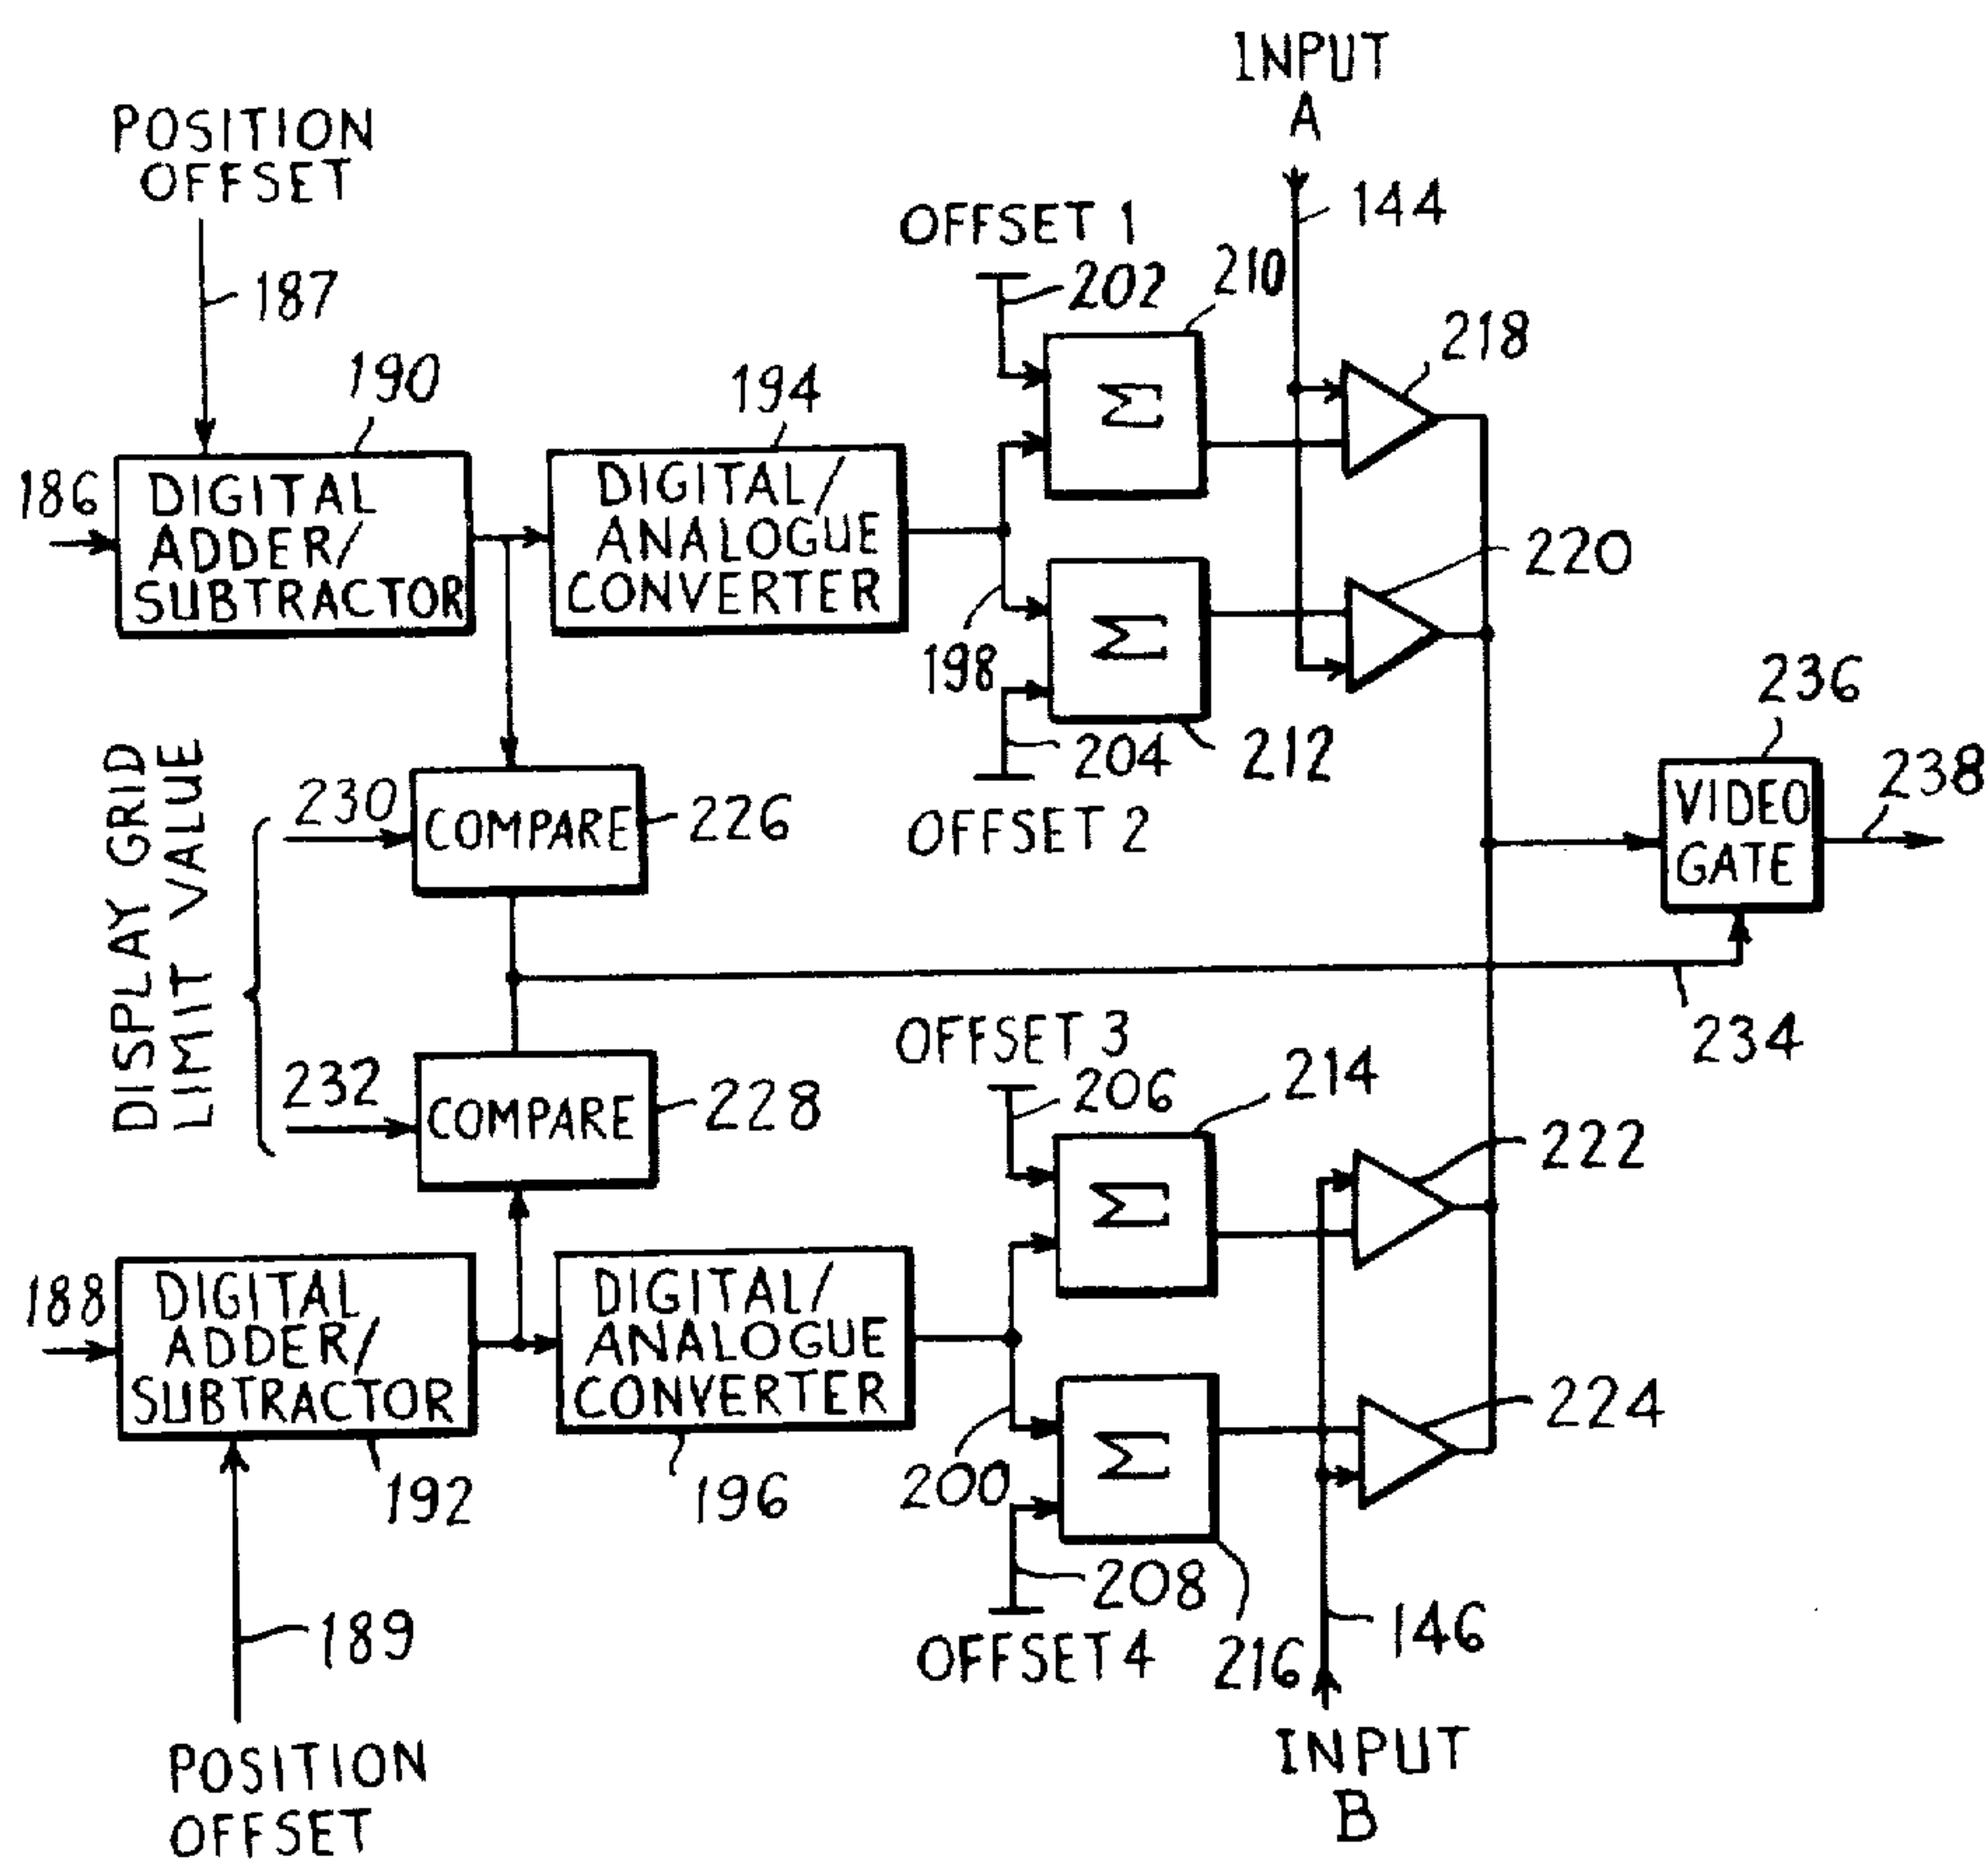 INPUT
A
POSITION
OFFSET
144
OFFSET 1
187
202
210
218
190
194
186
DIGITAL
ADDER/
SUBTRACTOR
DIGITAL/
ANALOGUE
CONVERTER
Σ
220
198
Σ
204
212
OFFSET 2
236
238
VIDEO
GATE
DISPLAY GRID
LIMIT VALUE
230
COMPARE
226
234
OFFSET 3
206
214
232
COMPARE
228
222
Σ
188
DIGITAL
ADDER/
SUBTRACTOR
DIGITAL/
ANALOGUE
CONVERTER
224
192
196
200
Σ
208
189
OFFSET 4
216
146
POSITION
OFFSET
INPUT
B